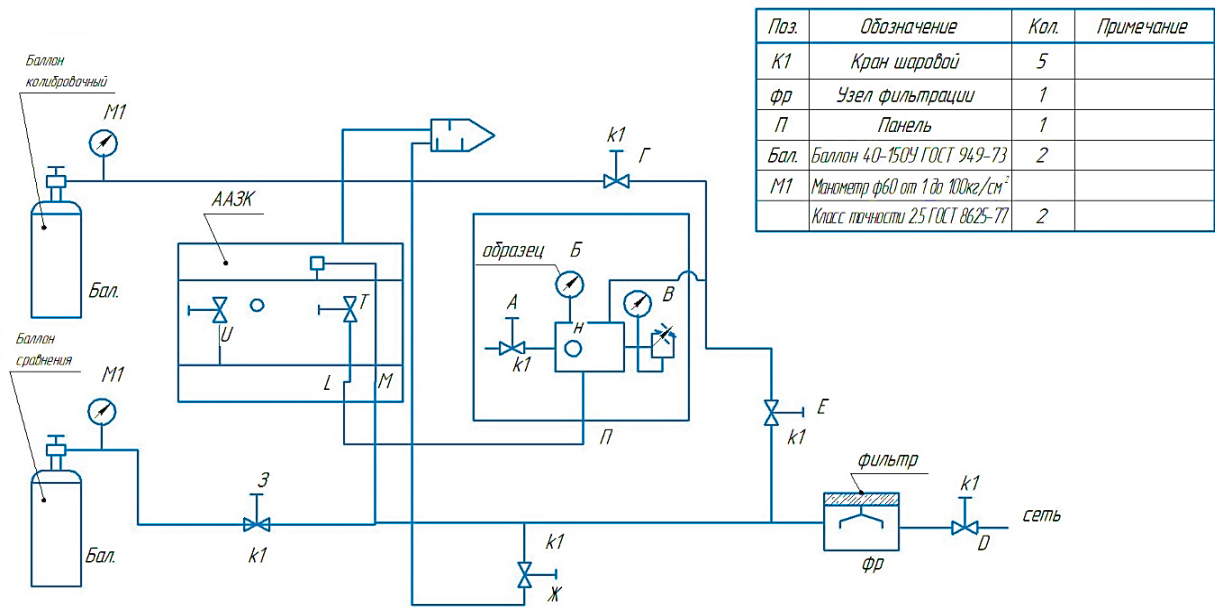 Поз. Обозначение Кол. Примечание
К1 Кран шаровой 5
фр Узел фильтрации 1
П Панель 1
Бал. Баллон 40-150У ГОСТ 949-73 2
М1 Манометр ф60 от 1 до 100кг/см²
Класс точности 2.5 ГОСТ 8625-77 2
Баллон
колибровочный
М1
k1
Г
ААЗК
образец
Б
В
А
н
k1
Бал.
U
T
L
М
П
Е
k1
Баллон
сравнения
М1
З
k1
Бал.
фильтр
k1
сеть
D
фр
k1
Ж